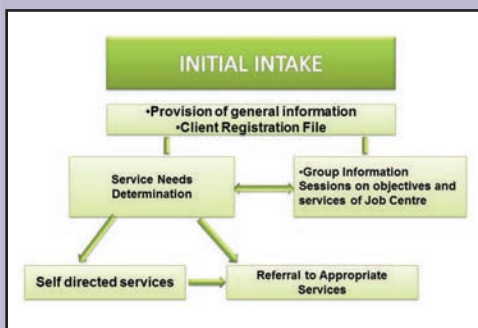 INITIAL INTAKE
•Provision of general information
•Client Registration File
Service Needs
Determination
•Group Information
Sessions on objectives and
services of Job Centre
Self directed services
Referral to Appropriate
Services